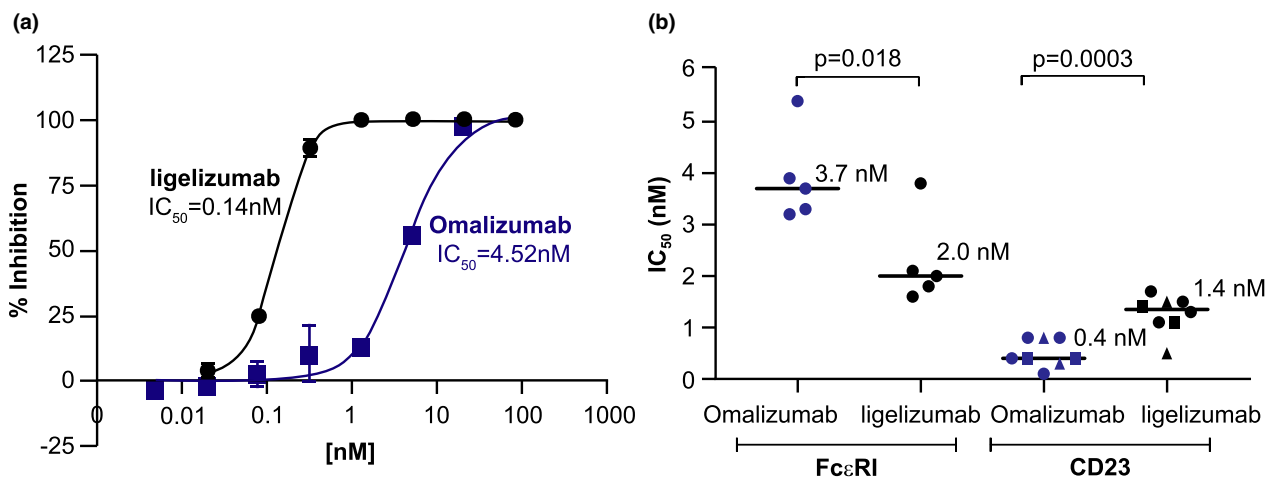 (a)
125
100
75
50
25
0
-25
% Inhibition
ligelizumab
IC50=0.14nM
Omalizumab
IC50=4.52nM
0 0.01 0.1 1 10 100 1000
[nM]
(b)
6
5
4
3
2
1
0
IC50 (nM)
p=0.018
p=0.0003
3.7 nM
2.0 nM
0.4 nM
1.4 nM
Omalizumab ligelizumab Omalizumab ligelizumab
FcεRI CD23